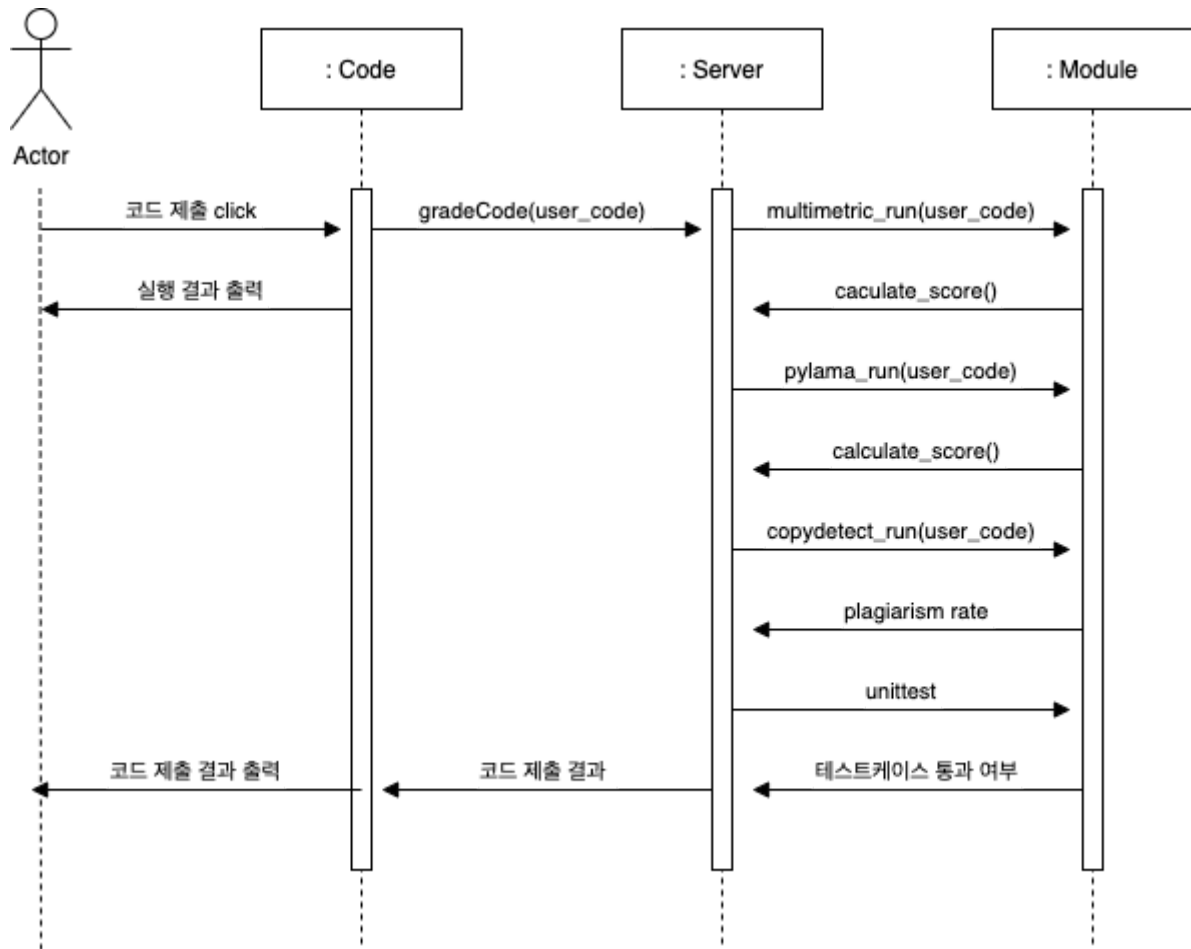 : Code
: Server
: Module
Actor
코드 제출 click
gradeCode(user_code)
multimetric_run(user_code)
실행 결과 출력
caculate_score()
pylama_run(user_code)
calculate_score()
copydetect_run(user_code)
plagiarism rate
unittest
코드 제출 결과 출력
코드 제출 결과
테스트케이스 통과 여부